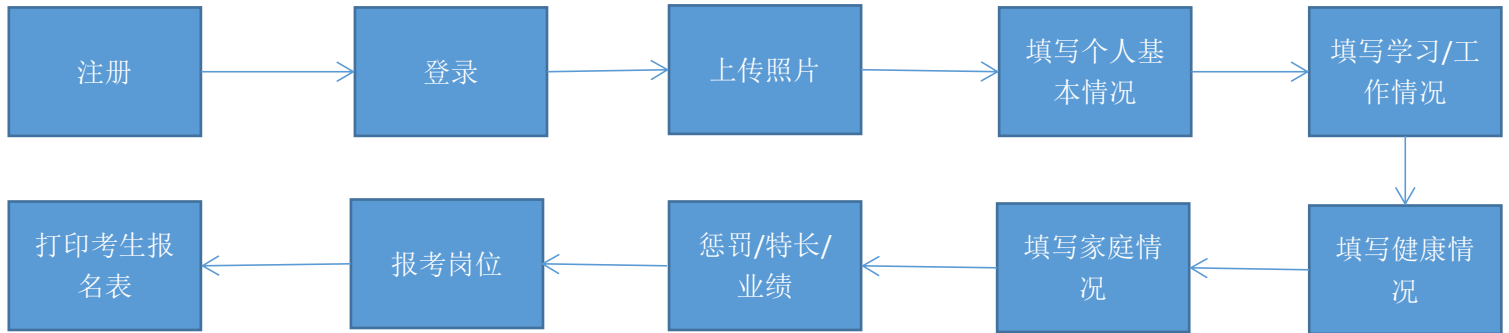 注册
登录
上传照片
填写个人基
本情况
填写学习/工
作情况
填写健康情
况
填写家庭情
况
惩罚/特长/
业绩
报考岗位
打印考生报
名表